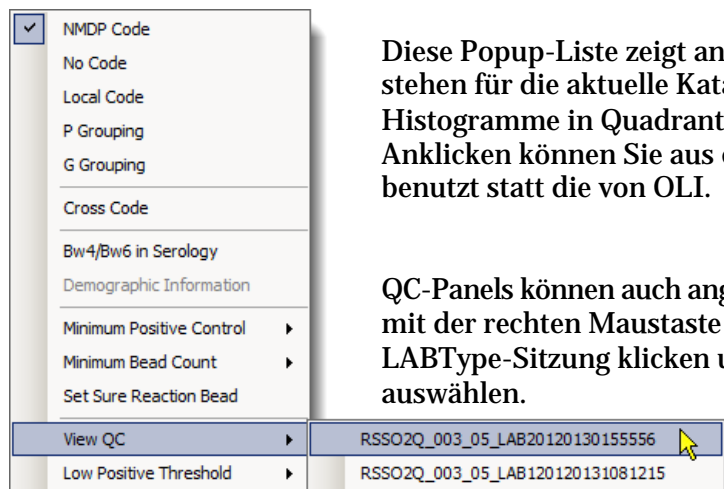 NMDP Code
No Code
Local Code
P Grouping
G Grouping
Cross Code
Bw4/Bw6 in Serology
Demographic Information
Minimum Positive Control
Minimum Bead Count
Set Sure Reaction Bead
View QC
Low Positive Threshold
RSSO2Q_003_05_LAB20120130155556
RSSO2Q_003_05_LAB120120131081215
Diese Popup-Liste zeigt an
stehen für die aktuelle Kata
Histogramme in Quadrant
Anklicken können Sie aus
benutzt statt die von OLI.
QC-Panels können auch ang
mit der rechten Maustaste
LABType-Sitzung klicken u
auswählen.